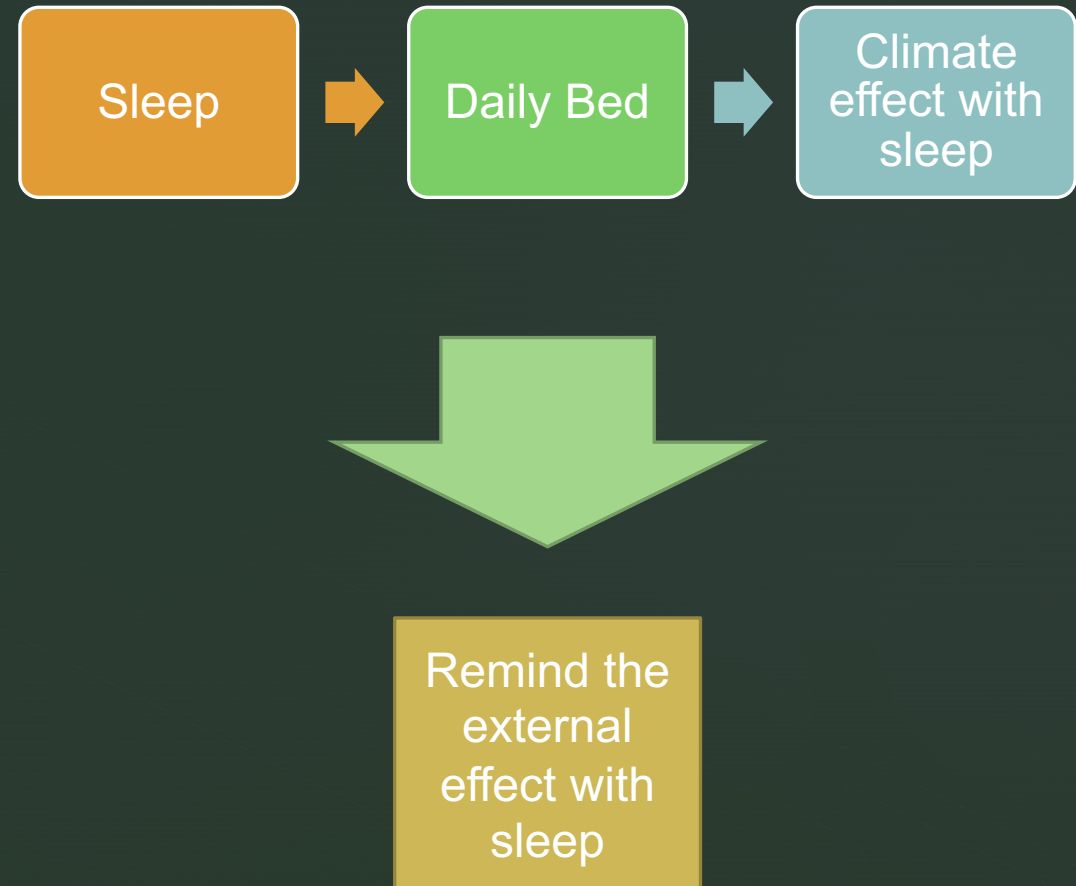 Sleep
Daily Bed
Climate
effect with
sleep
Remind the
external
effect with
sleep